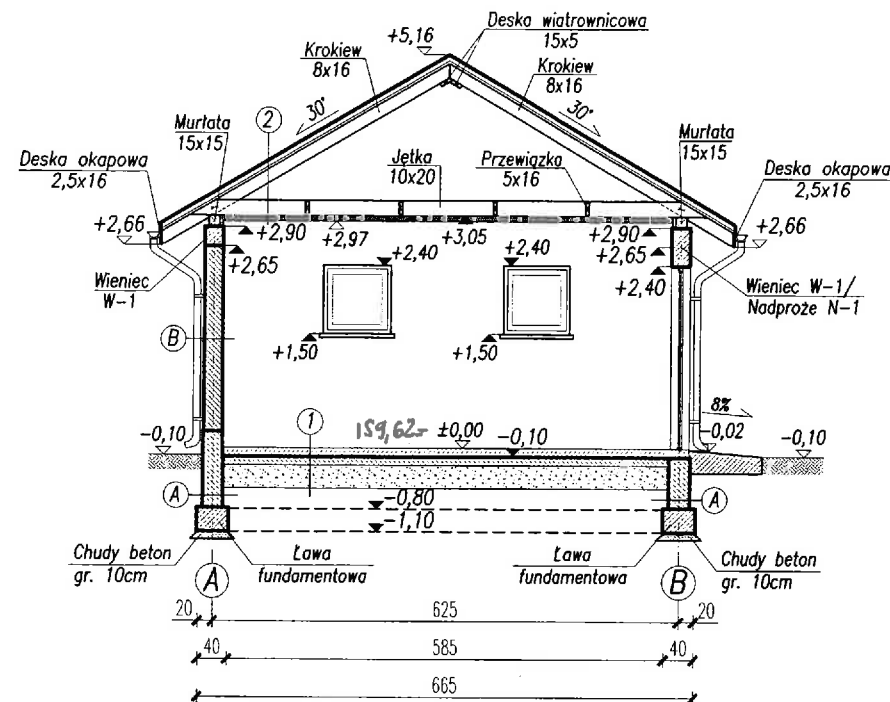 +5,16
Deska wiatrownicowa
15x5
Krokiew
8x16
Krokiew
8x16
30°
30°
2
Murłata
15x15
Murłata
15x15
Deska okapowa
2,5x16
Jętka
10x20
Przewiązka
5x16
Deska okapowa
2,5x16
+2,66
+2,90
+2,97
+3,05
+2,90
+2,66
+2,65
+2,40
+2,40
+2,65
+2,40
Wieniec
W-1
Wieniec W-1/
Nadproże N-1
B
+1,50
+1,50
8%
1
159,62
±0,00
-0,10
-0,10
-0,02
-0,10
A
-0,80
A
-1,10
Chudy beton
gr. 10cm
Ława
fundamentowa
Ława
fundamentowa
Chudy beton
gr. 10cm
A
B
20
625
20
40
585
40
665